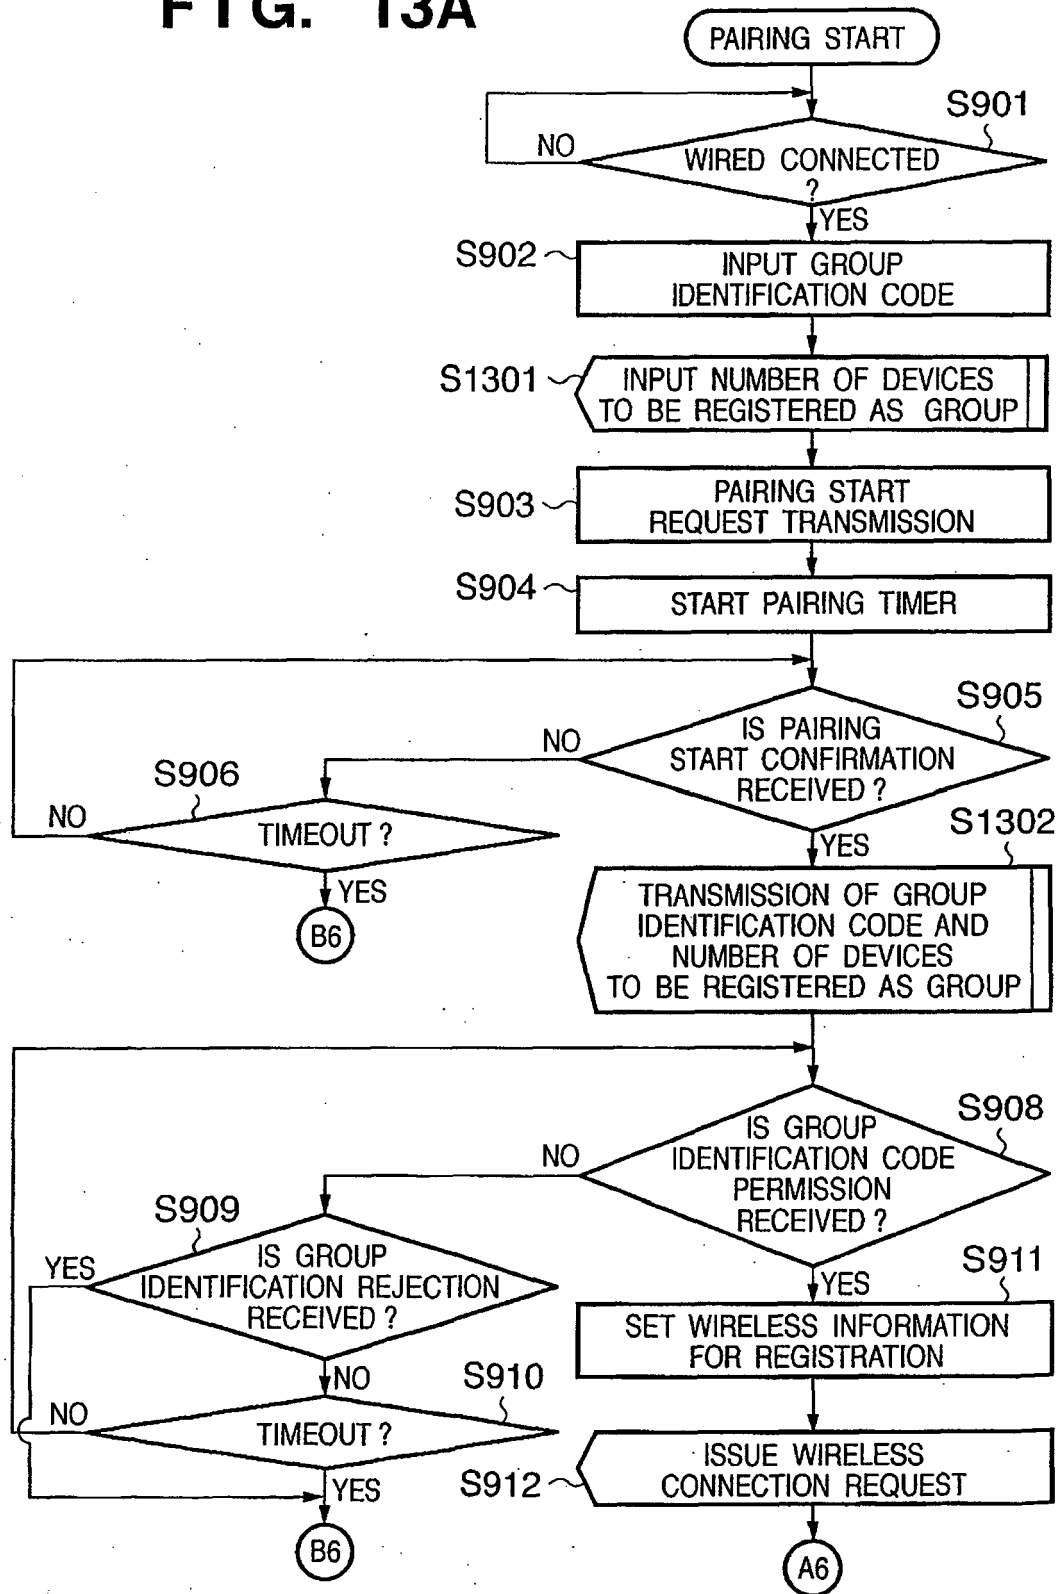 FIG. 13A
PAIRING START
S901
NO
WIRED CONNECTED
?
YES
S902
INPUT GROUP
IDENTIFICATION CODE
S1301
INPUT NUMBER OF DEVICES
TO BE REGISTERED AS GROUP
S903
PAIRING START
REQUEST TRANSMISSION
S904
START PAIRING TIMER
S905
NO
IS PAIRING
START CONFIRMATION
RECEIVED ?
YES
S906
NO
TIMEOUT ?
YES
B6
S1302
TRANSMISSION OF GROUP
IDENTIFICATION CODE AND
NUMBER OF DEVICES
TO BE REGISTERED AS GROUP
S908
NO
IS GROUP
IDENTIFICATION CODE
PERMISSION
RECEIVED ?
YES
S909
YES
IS GROUP
IDENTIFICATION REJECTION
RECEIVED ?
NO
S910
NO
TIMEOUT ?
YES
B6
S911
SET WIRELESS INFORMATION
FOR REGISTRATION
S912
ISSUE WIRELESS
CONNECTION REQUEST
A6